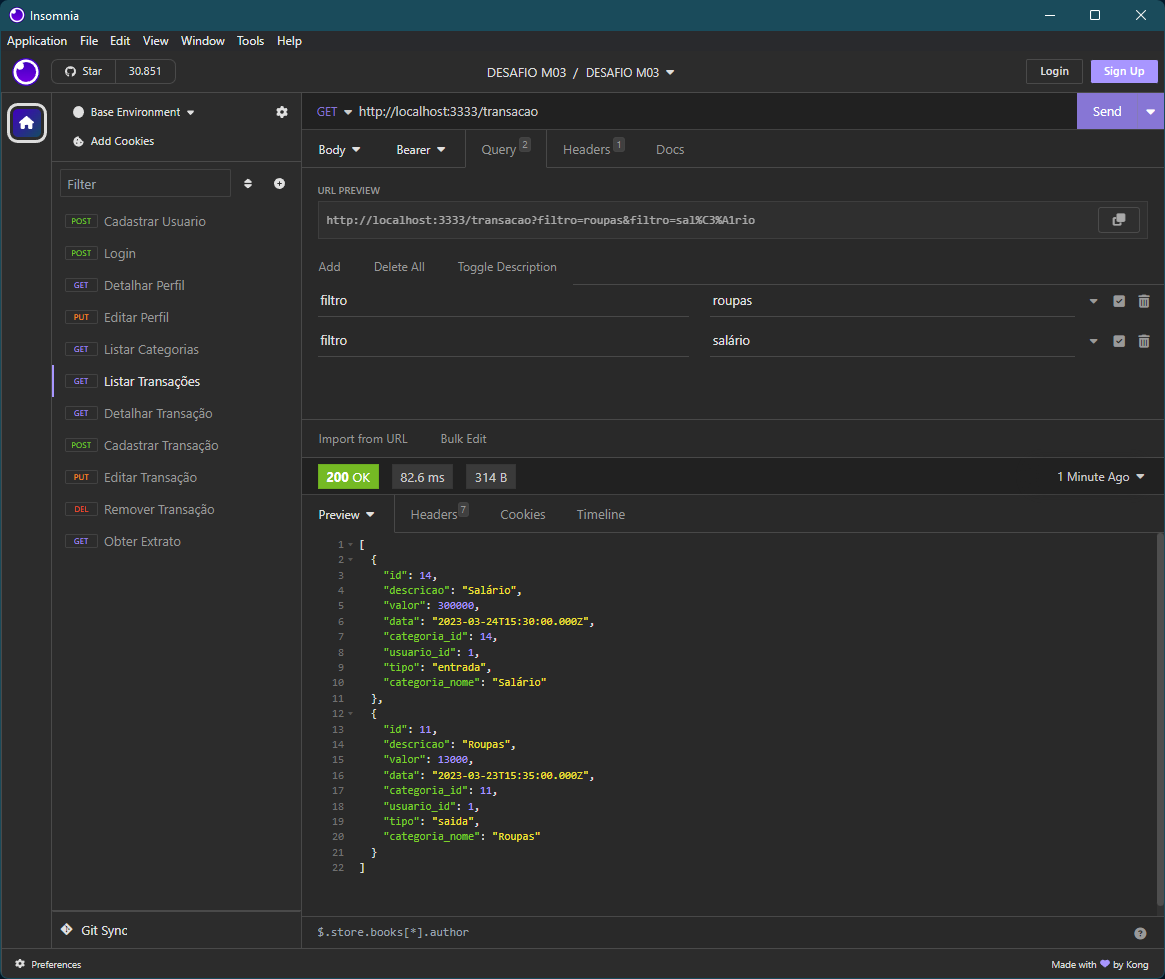 Insomnia
Application File Edit View Window Tools Help
Star 30.851
DESAFIO M03 / DESAFIO M03
Login Sign Up
Base Environment
Add Cookies
Filter
POST Cadastrar Usuario
POST Login
GET Detalhar Perfil
PUT Editar Perfil
GET Listar Categorias
GET Listar Transações
GET Detalhar Transação
POST Cadastrar Transação
PUT Editar Transação
DEL Remover Transação
GET Obter Extrato
Git Sync
GET http://localhost:3333/transacao Send
Body Bearer Query 2 Headers 1 Docs
URL PREVIEW
http://localhost:3333/transacao?filtro=roupas&filtro=sal%C3%A1rio
Add Delete All Toggle Description
filtro roupas
filtro salário
Import from URL Bulk Edit
200 OK 82.6 ms 314 B 1 Minute Ago
Preview Headers 7 Cookies Timeline
1 [
2 {
3 "id": 14,
4 "descricao": "Salário",
5 "valor": 300000,
6 "data": "2023-03-24T15:30:00.000Z",
7 "categoria_id": 14,
8 "usuario_id": 1,
9 "tipo": "entrada",
10 "categoria_nome": "Salário"
11 },
12 {
13 "id": 11,
14 "descricao": "Roupas",
15 "valor": 13000,
16 "data": "2023-03-23T15:35:00.000Z",
17 "categoria_id": 11,
18 "usuario_id": 1,
19 "tipo": "saida",
20 "categoria_nome": "Roupas"
21 }
22 ]
$.store.books[*].author ?
Preferences
Made with by Kong